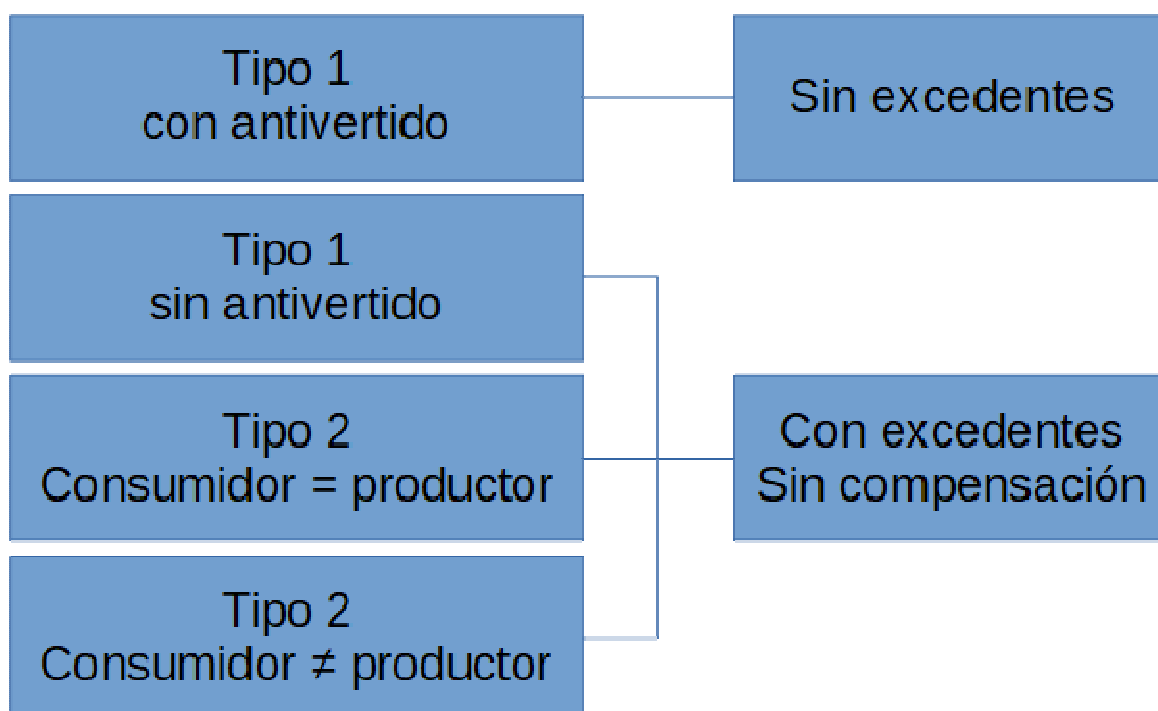 Tipo 1
con antivertido
Sin excedentes
Tipo 1
sin antivertido
Tipo 2
Consumidor = productor
Con excedentes
Sin compensación
Tipo 2
Consumidor ≠ productor